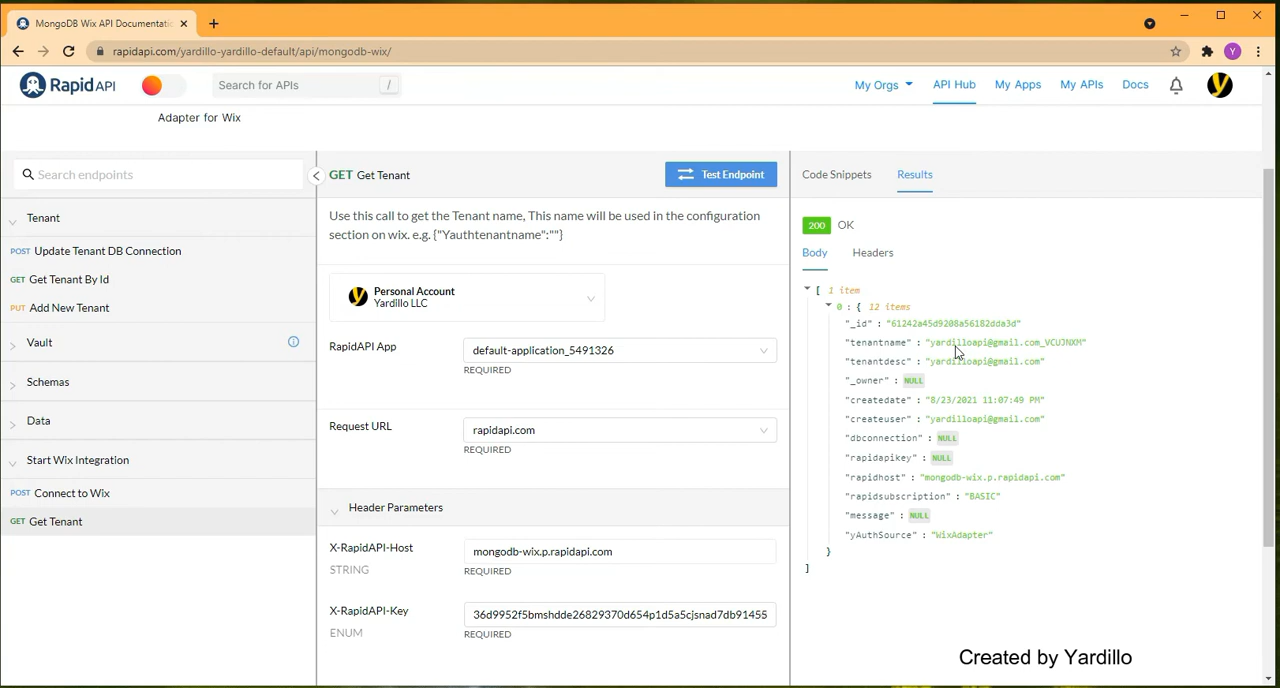 MongoDB Wix API Documentatio
rapidapi.com/yardillo-yardillo-default/api/mongodb-wix/
Y
Rapid API
Search for APIs
/
My Orgs
API Hub
My Apps
My APIs
Docs
Adapter for Wix
Search endpoints
Tenant
POST Update Tenant DB Connection
GET Get Tenant By Id
PUT Add New Tenant
Vault
Schemas
Data
Start Wix Integration
POST Connect to Wix
GET Get Tenant
GET Get Tenant
Test Endpoint
Use this call to get the Tenant name, This name will be used in the configuration
section on wix. e.g. {"Yauthtenantname":""}
Personal Account
Yardillo LLC
RapidAPI App
default-application_5491326
REQUIRED
Request URL
rapidapi.com
REQUIRED
Header Parameters
X-RapidAPI-Host
STRING
mongodb-wix.p.rapidapi.com
REQUIRED
X-RapidAPI-Key
ENUM
36d9952f5bmshdde26829370d654p1d5a5cjsnad7db91455
REQUIRED
Code Snippets
Results
200 OK
Body
Headers
[ 1 item
0 : { 12 items
"_id" : "61242a45d9208a56182dda3d"
"tenantname" : "yardilloapi@gmail.com_VCUJNXM"
"tenantdesc" : "yardilloapi@gmail.com"
"_owner" : NULL
"createdate" : "8/23/2021 11:07:49 PM"
"createuser" : "yardilloapi@gmail.com"
"dbconnection" : NULL
"rapidapikey" : NULL
"rapidhost" : "mongodb-wix.p.rapidapi.com"
"rapidsubscription" : "BASIC"
"message" : NULL
"yAuthSource" : "WixAdapter"
}
]
Created by Yardillo